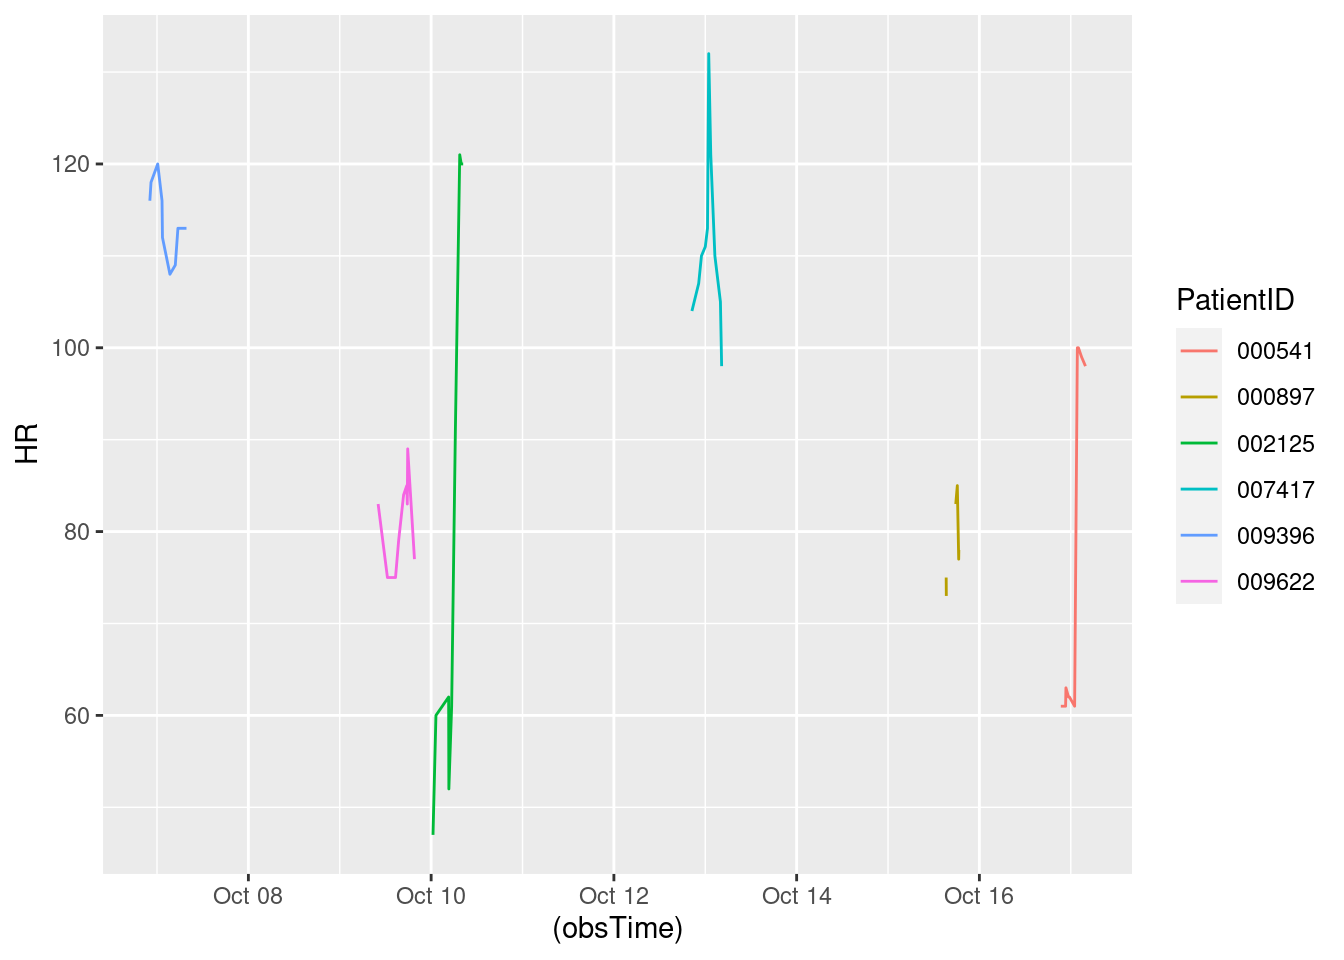 120
100
80
60
HR
Oct 08
Oct 10
Oct 12
Oct 14
Oct 16
(obsTime)
PatientID
000541
000897
002125
007417
009396
009622